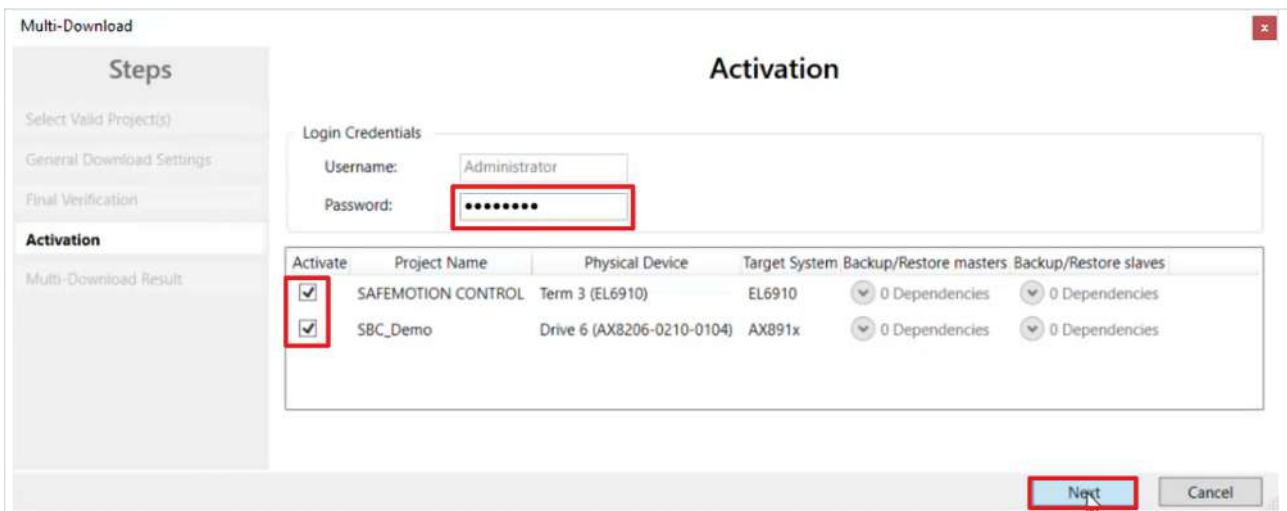 Multi-Download
x
Steps
Activation
Select Valid Project(s)
General Download Settings
Final Verification
Activation
Multi-Download Result
Login Credentials
Username: Administrator
Password: ●●●●●●●●
Activate Project Name Physical Device Target System Backup/Restore masters Backup/Restore slaves
SAFEMOTION CONTROL Term 3 (EL6910) EL6910 0 Dependencies 0 Dependencies
SBC_Demo Drive 6 (AX8206-0210-0104) AX891x 0 Dependencies 0 Dependencies
Next Cancel